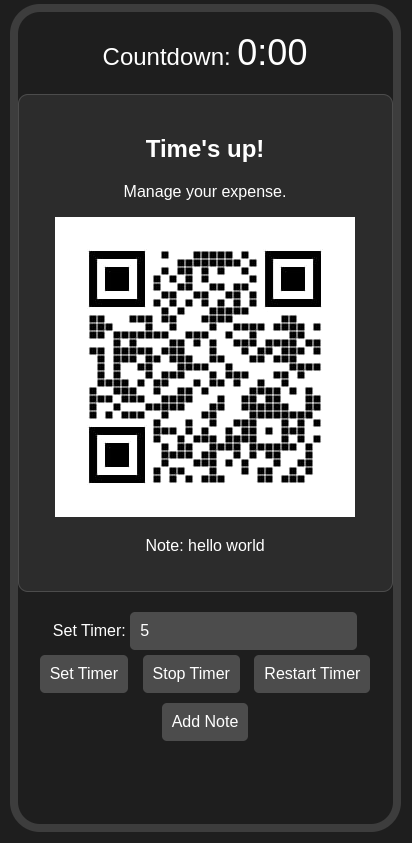 Countdown: 0:00
Time's up!
Manage your expense.
Note: hello world
Set Timer: 5
Set Timer Stop Timer Restart Timer
Add Note